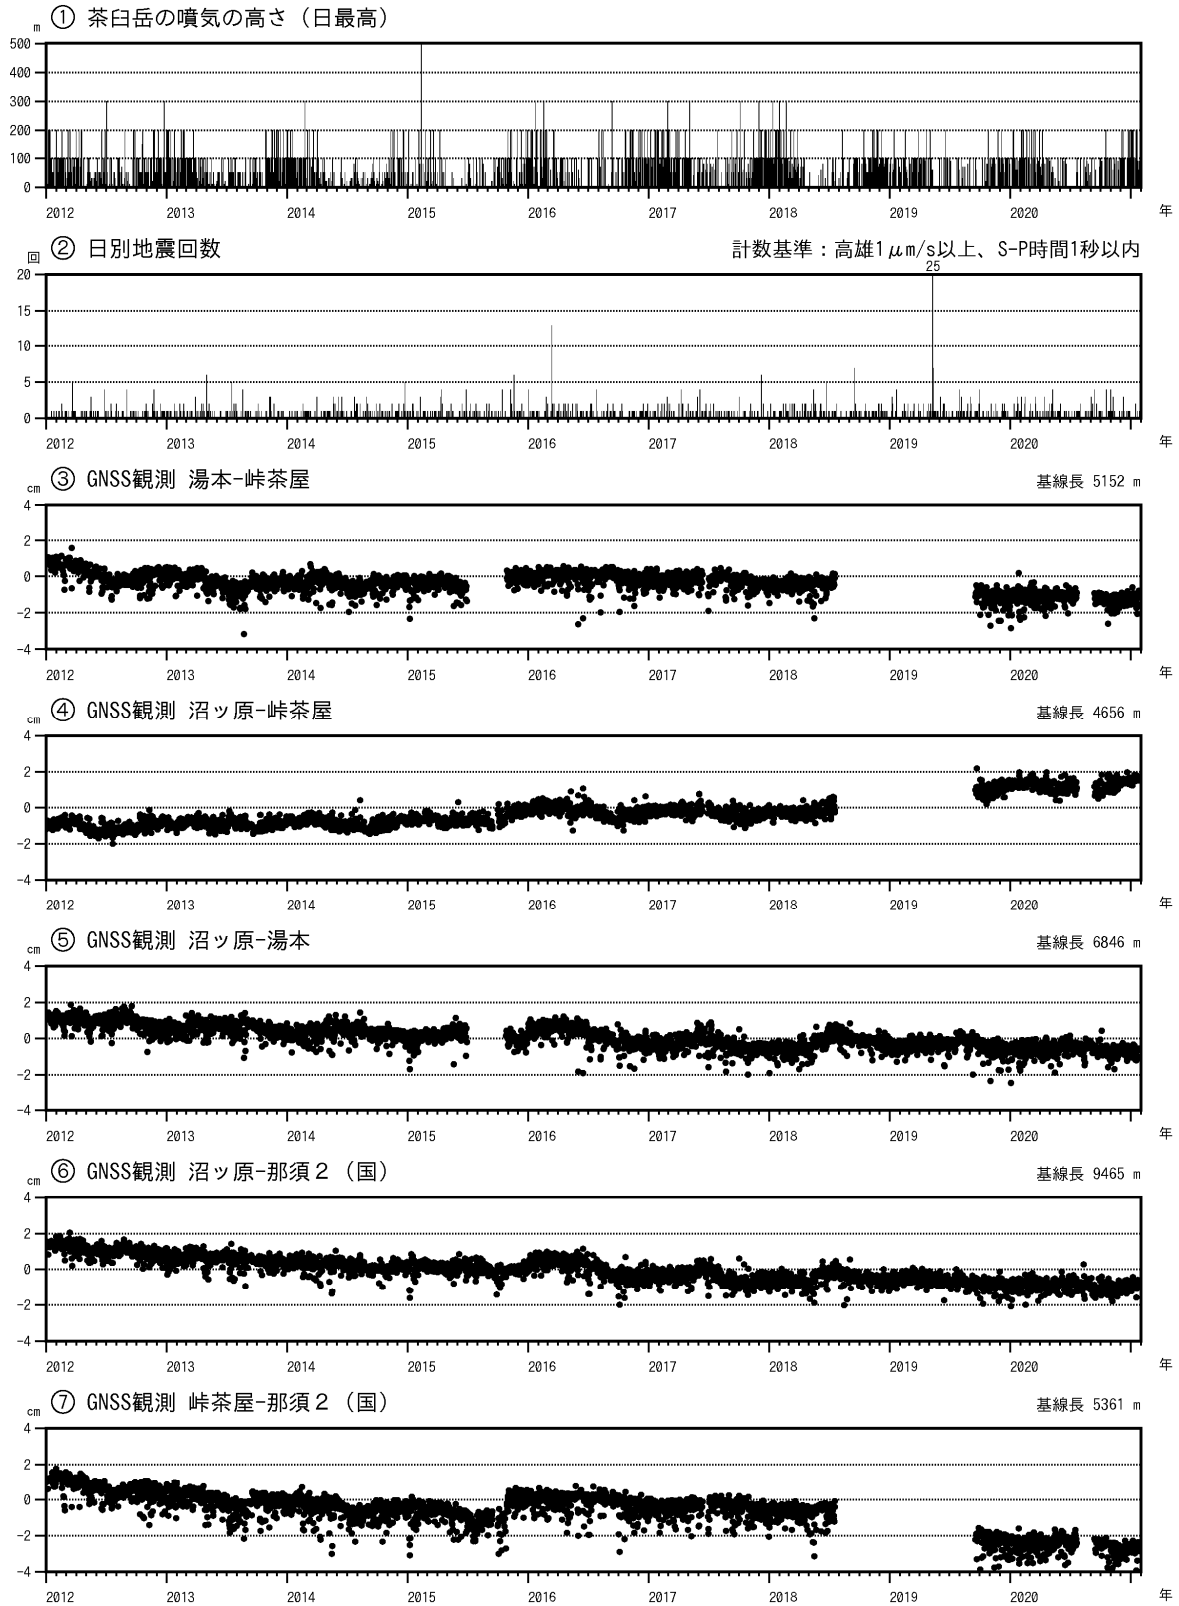 ① 茶臼岳の噴気の高さ（日最高）
m
500
400
300
200
100
0
2012 2013 2014 2015 2016 2017 2018 2019 2020 年
② 日別地震回数 計数基準：高雄1μm/s以上、S-P時間1秒以内
回
25
20
15
10
5
0
2012 2013 2014 2015 2016 2017 2018 2019 2020 年
③ GNSS観測 湯本-峠茶屋 基線長 5152 m
cm
4
2
0
-2
-4
2012 2013 2014 2015 2016 2017 2018 2019 2020 年
④ GNSS観測 沼ッ原-峠茶屋 基線長 4656 m
cm
4
2
0
-2
-4
2012 2013 2014 2015 2016 2017 2018 2019 2020 年
⑤ GNSS観測 沼ッ原-湯本 基線長 6846 m
cm
4
2
0
-2
-4
2012 2013 2014 2015 2016 2017 2018 2019 2020 年
⑥ GNSS観測 沼ッ原-那須２（国） 基線長 9465 m
cm
4
2
0
-2
-4
2012 2013 2014 2015 2016 2017 2018 2019 2020 年
⑦ GNSS観測 峠茶屋-那須２（国） 基線長 5361 m
cm
4
2
0
-2
-4
2012 2013 2014 2015 2016 2017 2018 2019 2020 年